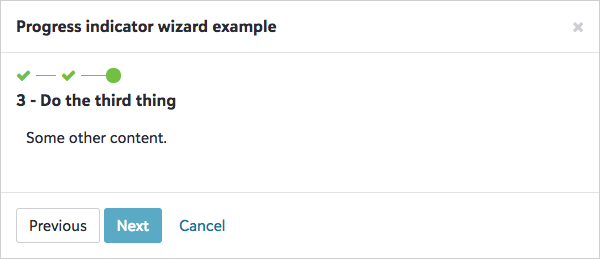 Progress indicator wizard example
3 - Do the third thing
Some other content.
Previous Next Cancel